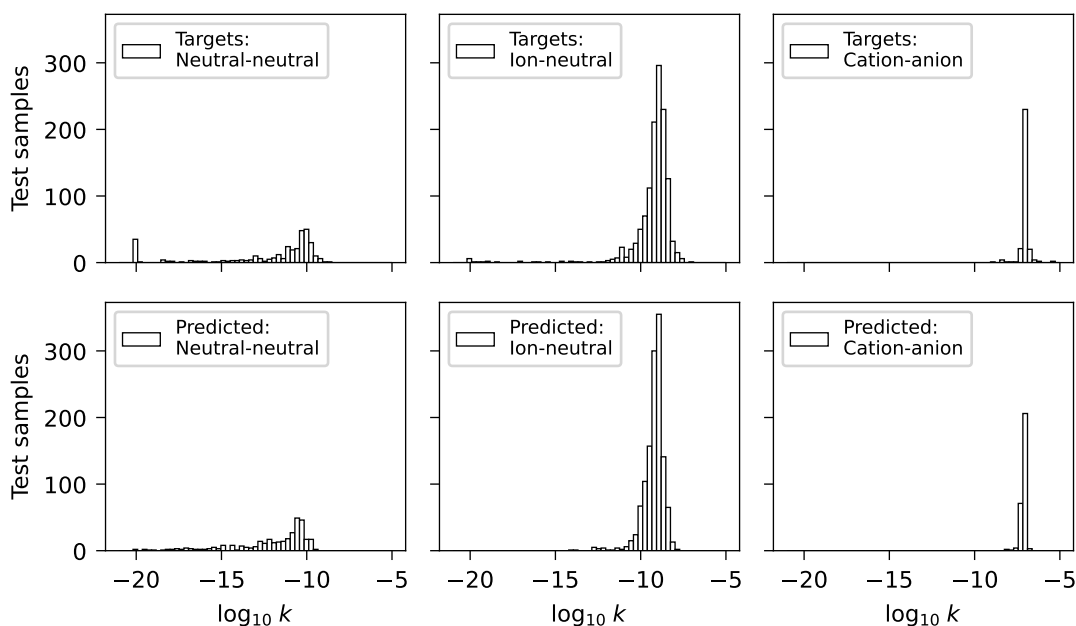 Targets:
Neutral-neutral
Targets:
Ion-neutral
Targets:
Cation-anion
Test samples
300
200
100
0
Predicted:
Neutral-neutral
Predicted:
Ion-neutral
Predicted:
Cation-anion
Test samples
300
200
100
0
−20 −15 −10 −5
−20 −15 −10 −5
−20 −15 −10 −5
log₁₀ k
log₁₀ k
log₁₀ k